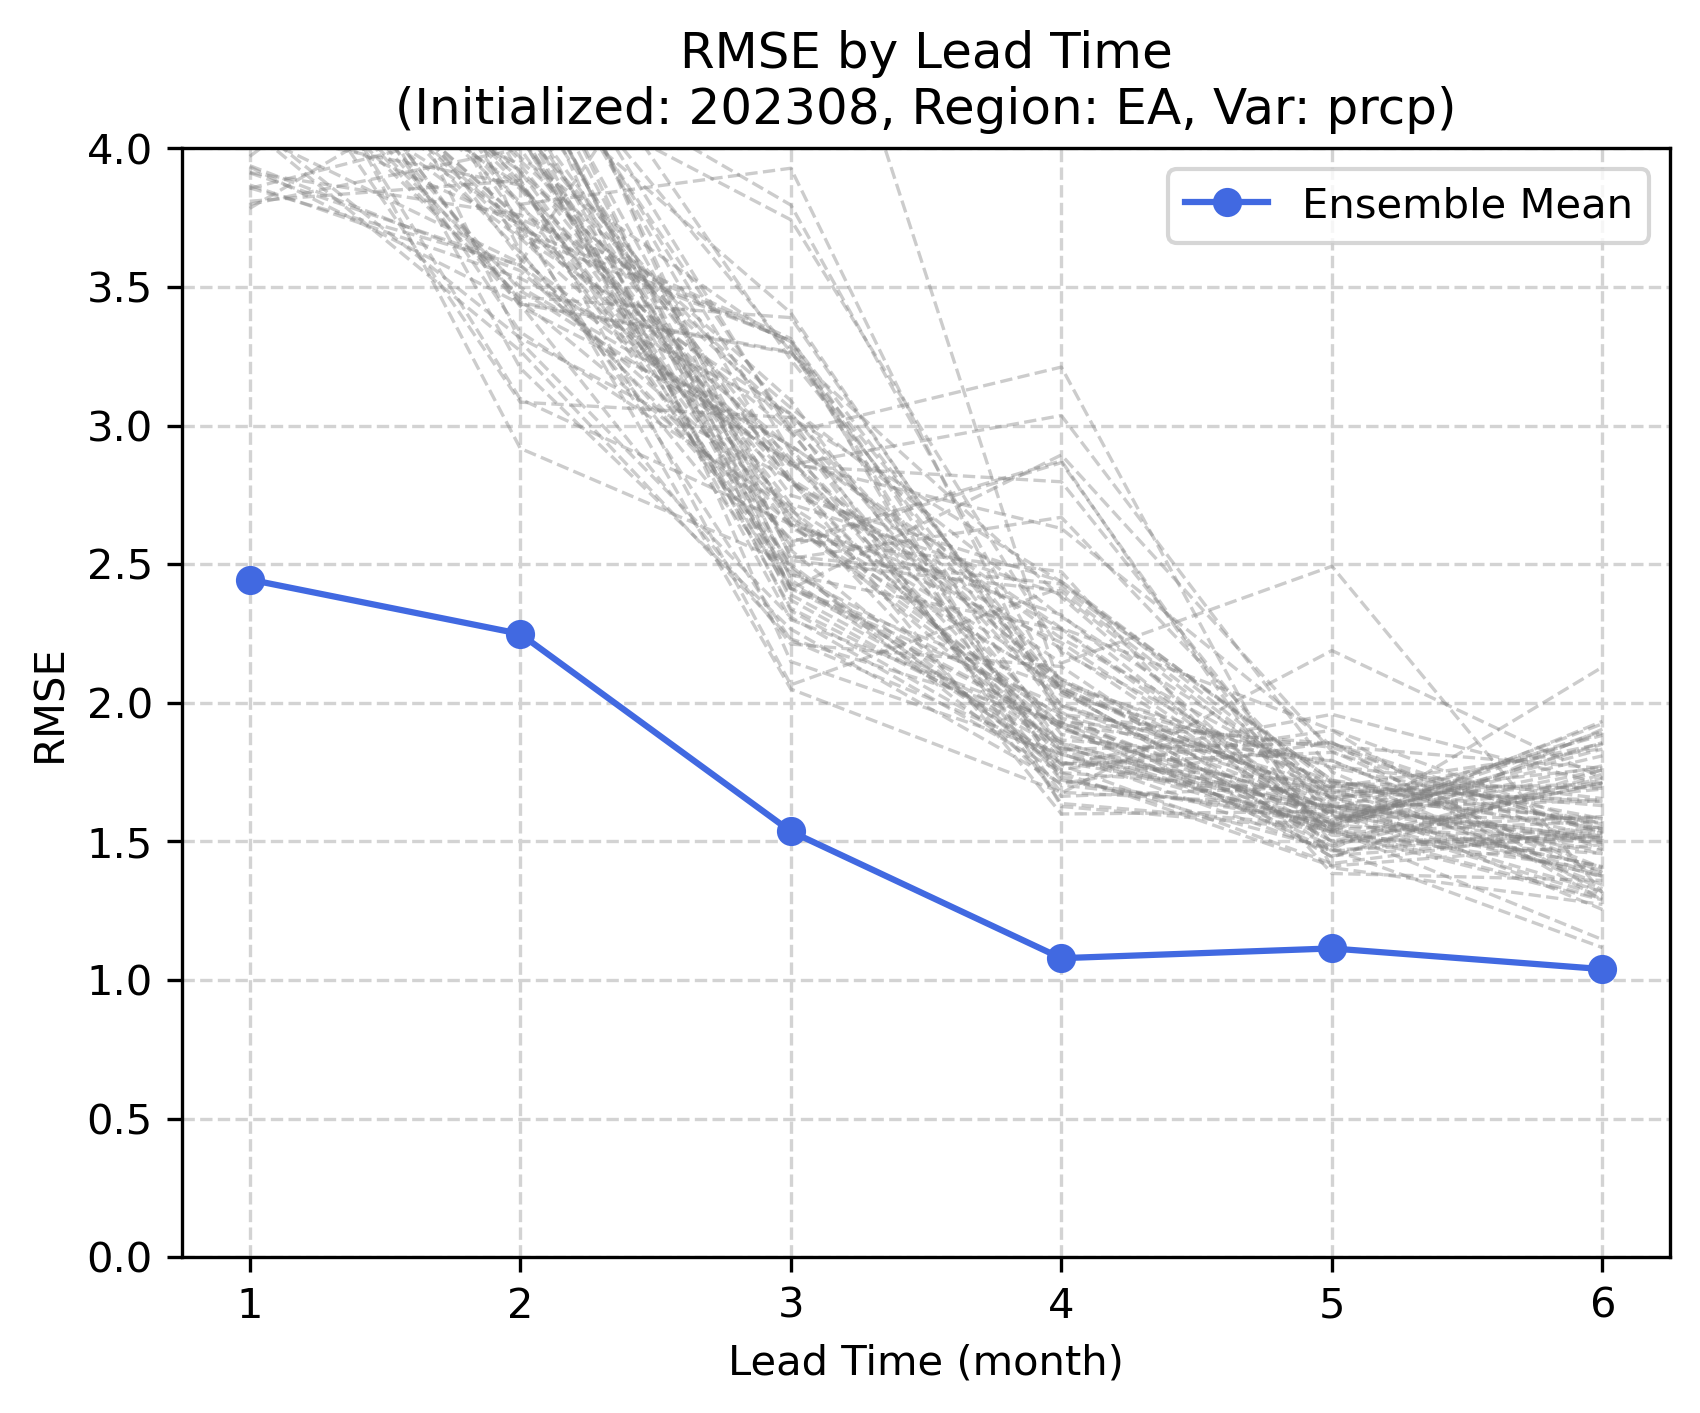 RMSE by Lead Time
(Initialized: 202308, Region: EA, Var: prcp)
Ensemble Mean
4.0
3.5
3.0
2.5
2.0
1.5
1.0
0.5
0.0
RMSE
1 2 3 4 5 6
Lead Time (month)